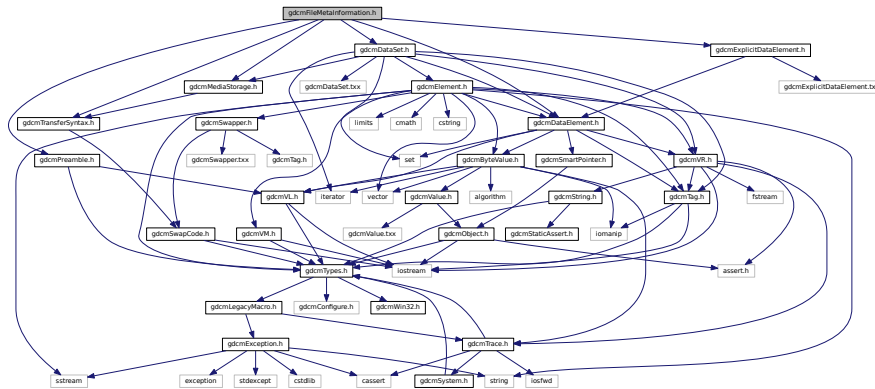 gdcmFileMetaInformation.h
gdcmDataSet.h
gdcmExplicitDataElement.h
gdcmMediaStorage.h
gdcmDataSet.txx
gdcmElement.h
gdcmExplicitDataElement.tx
gdcmTransferSyntax.h
gdcmSwapper.h
limits
cmath
cstring
gdcmDataElement.h
gdcmPreamble.h
gdcmSwapper.txx
gdcmTag.h
set
gdcmByteValue.h
gdcmSmartPointer.h
gdcmVR.h
gdcmVL.h
iterator
vector
gdcmValue.h
algorithm
gdcmString.h
gdcmTag.h
fstream
gdcmSwapCode.h
gdcmVM.h
gdcmValue.txx
gdcmObject.h
gdcmStaticAssert.h
iomanip
gdcmTypes.h
iostream
assert.h
gdcmLegacyMacro.h
gdcmConfigure.h
gdcmWin32.h
gdcmException.h
gdcmTrace.h
sstream
exception
stdexcept
cstdlib
cassert
gdcmSystem.h
string
iosfwd